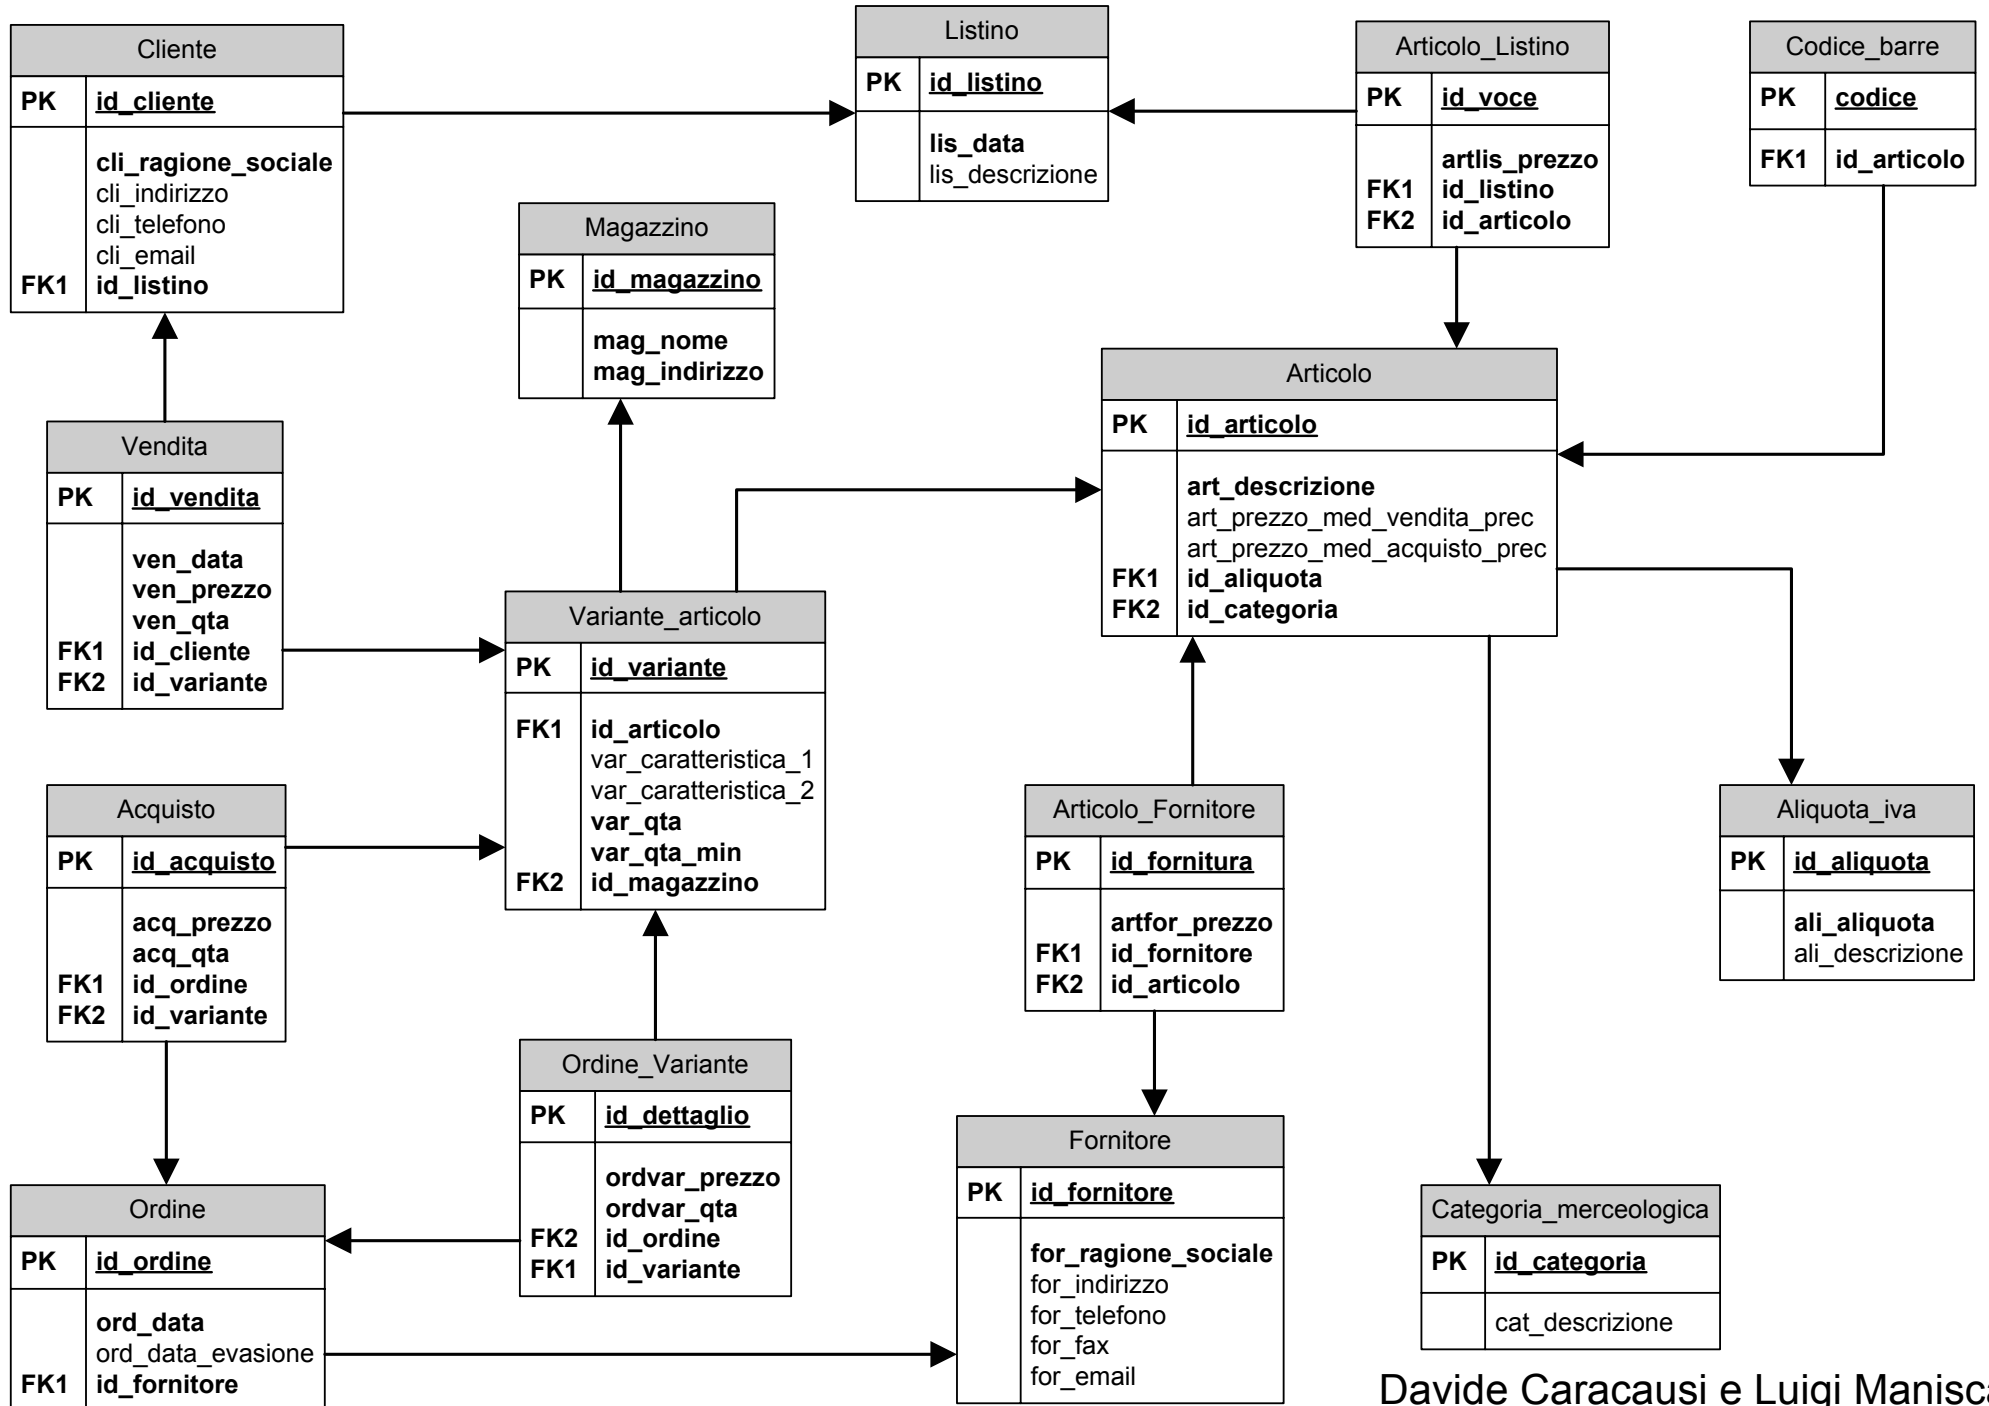 Cliente
PK id_cliente
cli_ragione_sociale
cli_indirizzo
cli_telefono
cli_email
FK1 id_listino
Listino
PK id_listino
lis_data
lis_descrizione
Articolo_Listino
PK id_voce
artlis_prezzo
FK1 id_listino
FK2 id_articolo
Codice_barre
PK codice
FK1 id_articolo
Magazzino
PK id_magazzino
mag_nome
mag_indirizzo
Articolo
PK id_articolo
art_descrizione
art_prezzo_med_vendita_prec
art_prezzo_med_acquisto_prec
FK1 id_aliquota
FK2 id_categoria
Vendita
PK id_vendita
ven_data
ven_prezzo
ven_qta
FK1 id_cliente
FK2 id_variante
Variante_articolo
PK id_variante
FK1 id_articolo
var_caratteristica_1
var_caratteristica_2
var_qta
var_qta_min
FK2 id_magazzino
Acquisto
PK id_acquisto
acq_prezzo
acq_qta
FK1 id_ordine
FK2 id_variante
Articolo_Fornitore
PK id_fornitura
artfor_prezzo
FK1 id_fornitore
FK2 id_articolo
Aliquota_iva
PK id_aliquota
ali_aliquota
ali_descrizione
Ordine_Variante
PK id_dettaglio
ordvar_prezzo
ordvar_qta
FK2 id_ordine
FK1 id_variante
Fornitore
PK id_fornitore
for_ragione_sociale
for_indirizzo
for_telefono
for_fax
for_email
Ordine
PK id_ordine
ord_data
ord_data_evasione
FK1 id_fornitore
Categoria_merceologica
PK id_categoria
cat_descrizione
Davide Caracausi e Luigi